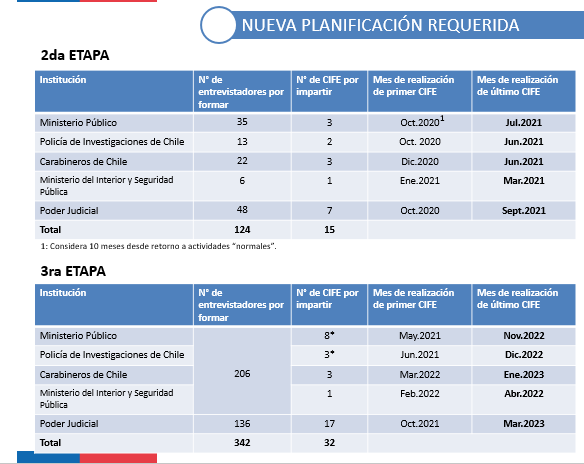 NUEVA PLANIFICACIÓN REQUERIDA
2da ETAPA
Institución
N° de entrevistadores por formar
N° de CIFE por impartir
Mes de realización de primer CIFE
Mes de realización de último CIFE
Ministerio Público 35 3 Oct.2020¹ Jul.2021
Policía de Investigaciones de Chile 13 2 Oct. 2020 Jun.2021
Carabineros de Chile 22 3 Dic.2020 Jun.2021
Ministerio del Interior y Seguridad Pública 6 1 Ene.2021 Mar.2021
Poder Judicial 48 7 Oct.2020 Sept.2021
Total 124 15
1: Considera 10 meses desde retorno a actividades “normales”.
3ra ETAPA
Institución
N° de entrevistadores por formar
N° de CIFE por impartir
Mes de realización de primer CIFE
Mes de realización de último CIFE
Ministerio Público 8* May.2021 Nov.2022
Policía de Investigaciones de Chile 3* Jun.2021 Dic.2022
Carabineros de Chile 206 3 Mar.2022 Ene.2023
Ministerio del Interior y Seguridad Pública 1 Feb.2022 Abr.2022
Poder Judicial 136 17 Oct.2021 Mar.2023
Total 342 32